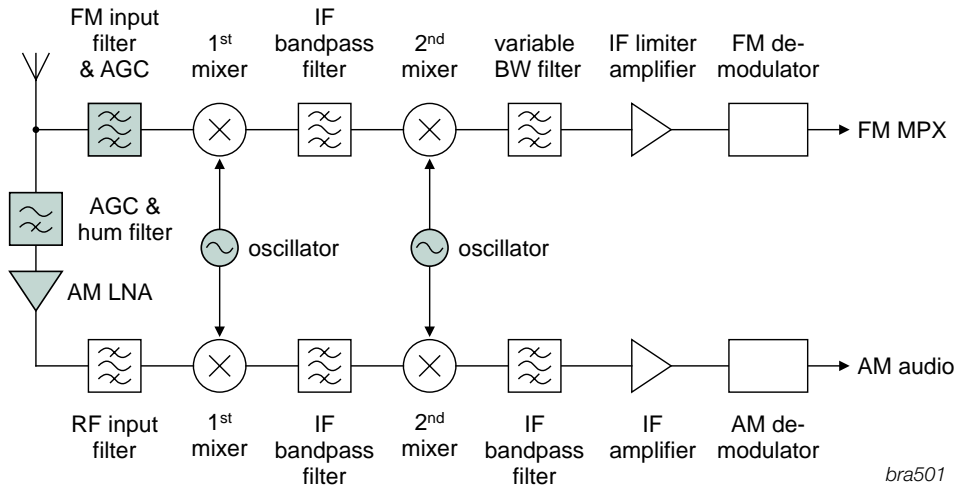 FM input
filter
& AGC
1st
mixer
IF
bandpass
filter
2nd
mixer
variable
BW filter
IF limiter
amplifier
FM de-
modulator
FM MPX
AGC &
hum filter
oscillator
oscillator
AM LNA
AM audio
RF input
filter
1st
mixer
IF
bandpass
filter
2nd
mixer
IF
bandpass
filter
IF
amplifier
AM de-
modulator
bra501